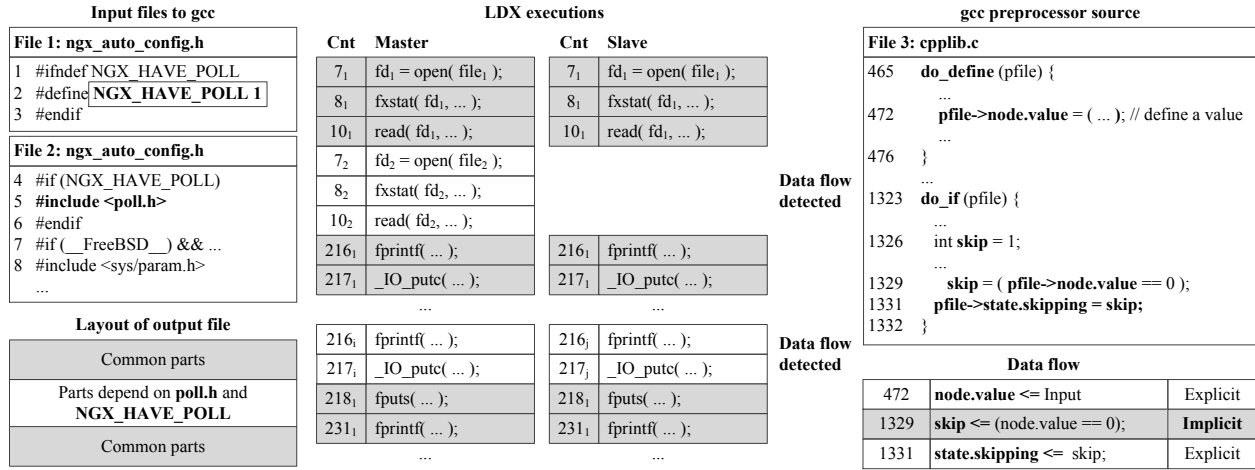 Input files to gcc
File 1: ngx_auto_config.h
1 #ifndef NGX_HAVE_POLL
2 #define NGX_HAVE_POLL 1
3 #endif
File 2: ngx_auto_config.h
4 #if (NGX_HAVE_POLL)
5 #include <poll.h>
6 #endif
7 #if (__FreeBSD__) && ...
8 #include <sys/param.h>
...
Layout of output file
Common parts
Parts depend on poll.h and
NGX_HAVE_POLL
Common parts
LDX executions
Cnt Master Cnt Slave
7₁ fd₁ = open( file₁ ); 7₁ fd₁ = open( file₁ );
8₁ fxstat( fd₁, ... ); 8₁ fxstat( fd₁, ... );
10₁ read( fd₁, ... ); 10₁ read( fd₁, ... );
7₂ fd₂ = open( file₂ );
8₂ fxstat( fd₂, ... );
10₂ read( fd₂, ... );
Data flow
detected
216₁ fprintf( ... ); 216₁ fprintf( ... );
217₁ _IO_putc( ... ); 217₁ _IO_putc( ... );
... ...
216ᵢ fprintf( ... ); 216ⱼ fprintf( ... );
217ᵢ _IO_putc( ... ); 217ⱼ _IO_putc( ... );
Data flow
detected
218₁ fputs( ... ); 218₁ fputs( ... );
231₁ fprintf( ... ); 231₁ fprintf( ... );
... ...
gcc preprocessor source
File 3: cpplib.c
465 do_define (pfile) {
...
472 pfile->node.value = ( ... ); // define a value
...
476 }
...
1323 do_if (pfile) {
...
1326 int skip = 1;
...
1329 skip = ( pfile->node.value == 0 );
1331 pfile->state.skipping = skip;
1332 }
Data flow
472 node.value <= Input Explicit
1329 skip <= (node.value == 0); Implicit
1331 state.skipping <= skip; Explicit